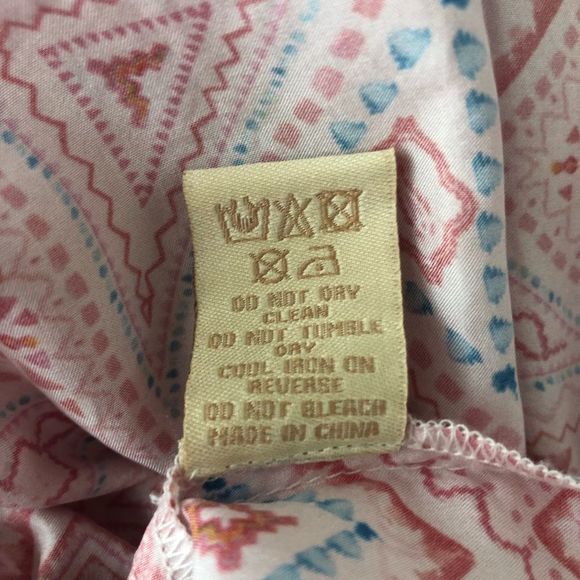 DO NOT DRY
CLEAN
DO NOT TUMBLE
DRY
COOL IRON ON
REVERSE
DO NOT BLEACH
MADE IN CHINA